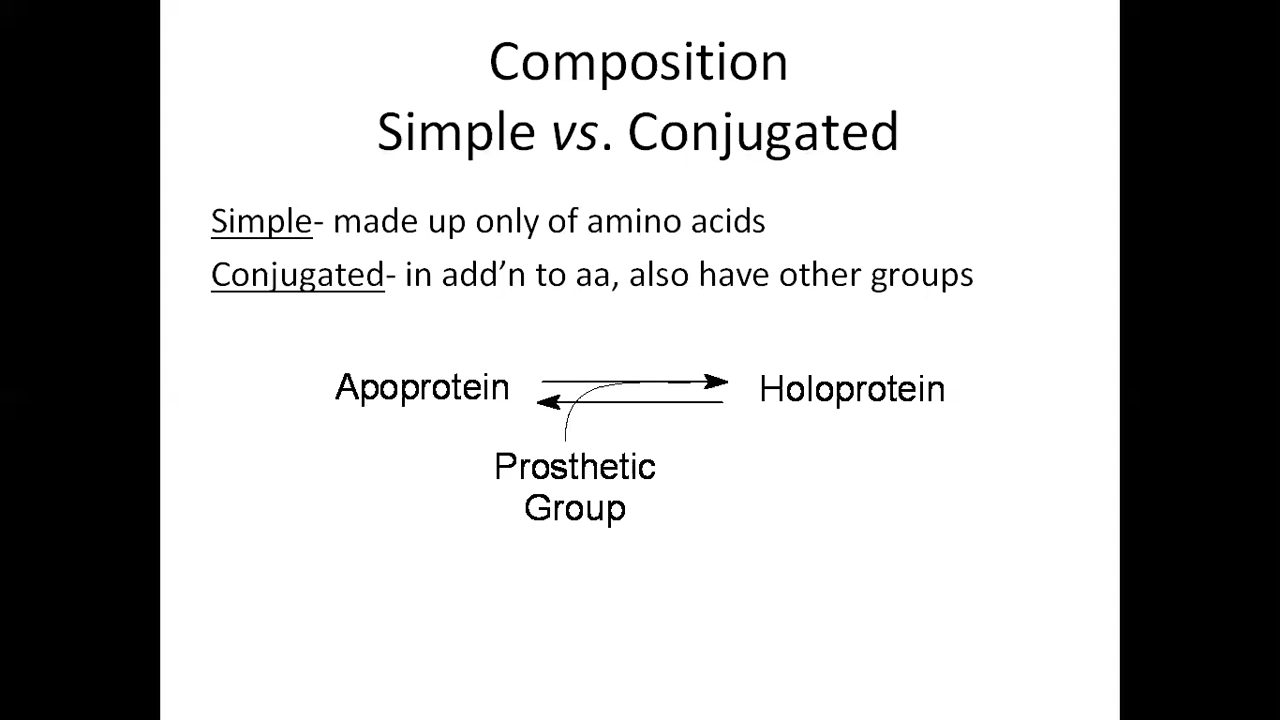 Composition
Simple vs. Conjugated
Simple- made up only of amino acids
Conjugated- in add’n to aa, also have other groups
Apoprotein
Holoprotein
Prosthetic
Group